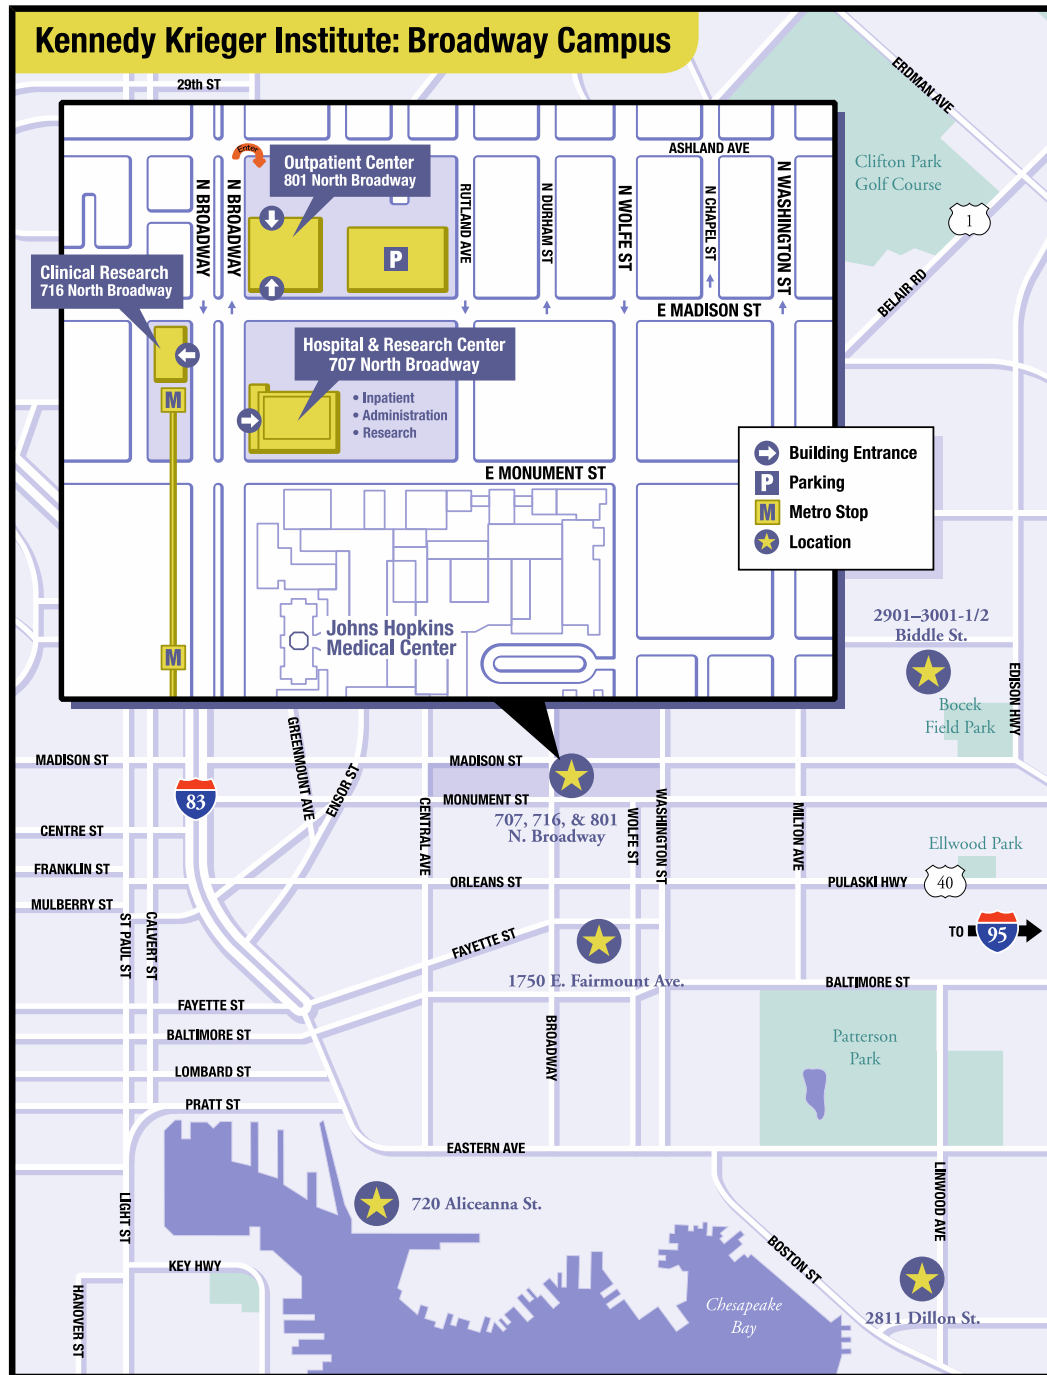 Kennedy Krieger Institute: Broadway Campus
29th ST
ERDMAN AVE
Clifton Park
Golf Course
1
BELAIR RD
ASHLAND AVE
Enter
Outpatient Center
801 North Broadway
N BROADWAY
N BROADWAY
RUTLAND AVE
N DURHAM ST
N WOLFE ST
N CHAPEL ST
N WASHINGTON ST
P
Clinical Research
716 North Broadway
E MADISON ST
Hospital & Research Center
707 North Broadway
• Inpatient
• Administration
• Research
M
E MONUMENT ST
Building Entrance
P Parking
M Metro Stop
Location
Johns Hopkins
Medical Center
M
2901–3001-1/2
Biddle St.
EDISON HWY
Bocek
Field Park
MADISON ST
83
GREENMOUNT AVE
ENSOR ST
MADISON ST
CENTRAL AVE
MONUMENT ST
707, 716, & 801
N. Broadway
WOLFE ST
WASHINGTON ST
MILTON AVE
CENTRE ST
Ellwood Park
FRANKLIN ST
ORLEANS ST
PULASKI HWY
40
MULBERRY ST
ST PAUL ST
CALVERT ST
FAYETTE ST
TO 95
1750 E. Fairmount Ave.
BALTIMORE ST
FAYETTE ST
BALTIMORE ST
BROADWAY
Patterson
Park
LOMBARD ST
PRATT ST
EASTERN AVE
LIGHT ST
720 Aliceanna St.
LINWOOD AVE
BOSTON ST
KEY HWY
HANOVER ST
Chesapeake
Bay
2811 Dillon St.